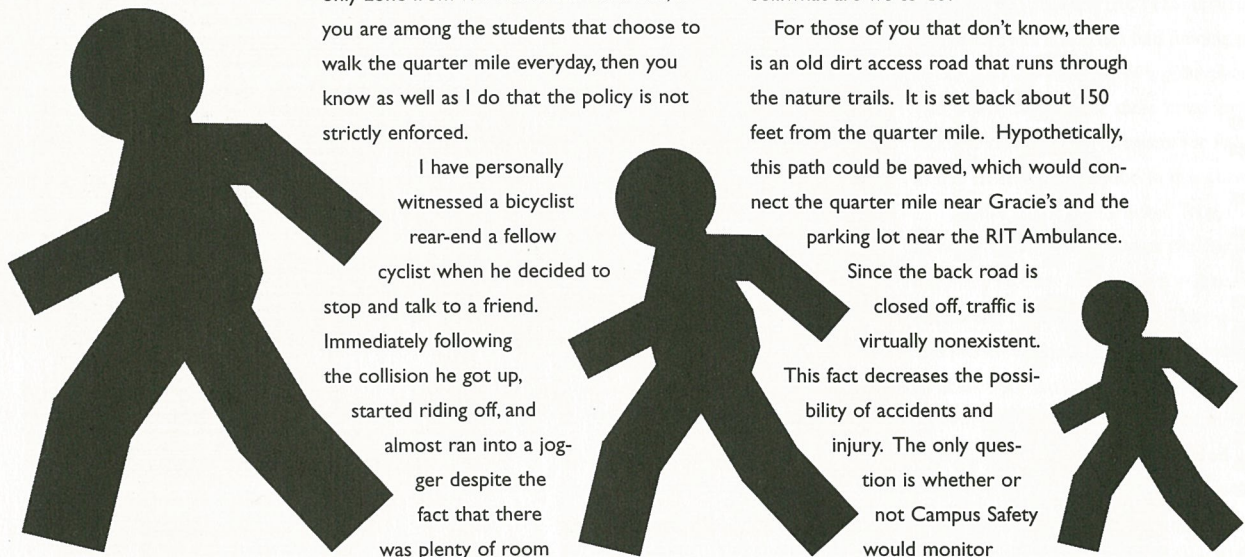 you are among the students that choose to
walk the quarter mile everyday, then you
know as well as I do that the policy is not
strictly enforced.
I have personally
witnessed a bicyclist
rear-end a fellow
cyclist when he decided to
stop and talk to a friend.
Immediately following
the collision he got up,
started riding off, and
almost ran into a jog-
ger despite the
fact that there
was plenty of room
For those of you that don't know, there
is an old dirt access road that runs through
the nature trails. It is set back about 150
feet from the quarter mile. Hypothetically,
this path could be paved, which would con-
nect the quarter mile near Gracie's and the
parking lot near the RIT Ambulance.
Since the back road is
closed off, traffic is
virtually nonexistent.
This fact decreases the possi-
bility of accidents and
injury. The only ques-
tion is whether or
not Campus Safety
would monitor